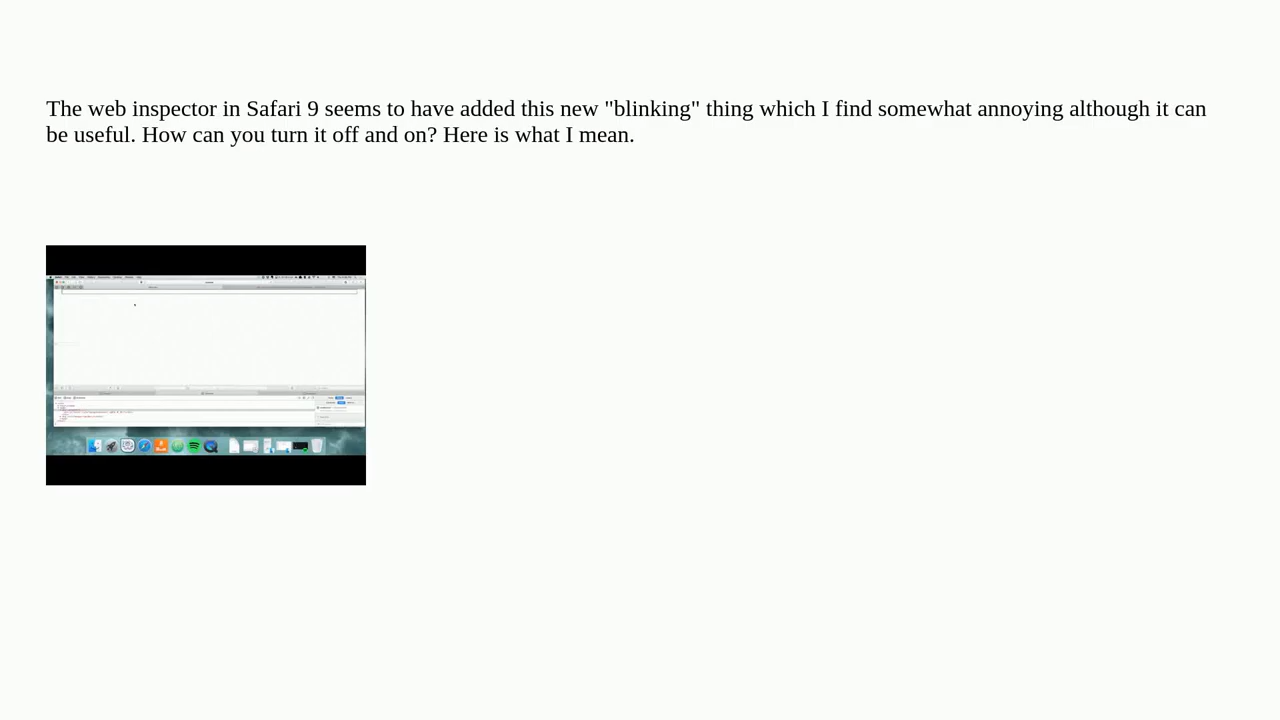 The web inspector in Safari 9 seems to have added this new "blinking" thing which I find somewhat annoying although it can
be useful. How can you turn it off and on? Here is what I mean.